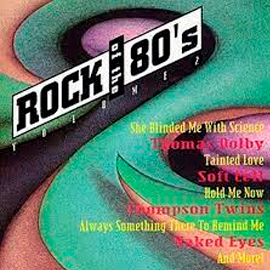 ROCK of the 80's
VOLUME 2
She Blinded Me With Science
Thomas Dolby
Tainted Love
Soft Cell
Hold Me Now
Thompson Twins
Always Something There To Remind Me
Naked Eyes
And More!